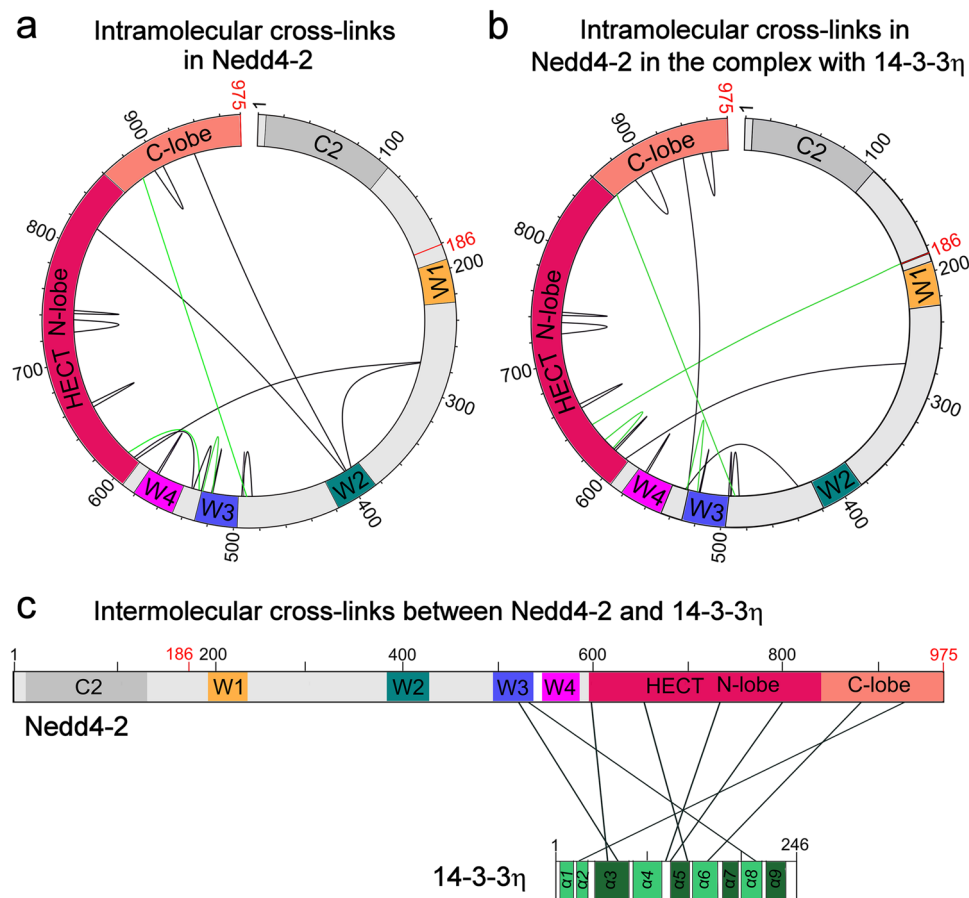 a
Intramolecular cross-links
in Nedd4-2
975
1
900
C-lobe
C2
100
800
186
200
W1
HECT N-lobe
700
300
600
W4
W3
W2
400
500
b
Intramolecular cross-links in
Nedd4-2 in the complex with 14-3-3η
975
1
900
C-lobe
C2
100
800
186
200
W1
HECT N-lobe
700
300
600
W4
W3
W2
400
500
c
Intermolecular cross-links between Nedd4-2 and 14-3-3η
1 186 200 400 600 800 975
C2 W1 W2 W3 W4 HECT N-lobe C-lobe
Nedd4-2
1 246
14-3-3η
α1 α2 α3 α4 α5 α6 α7 α8 α9